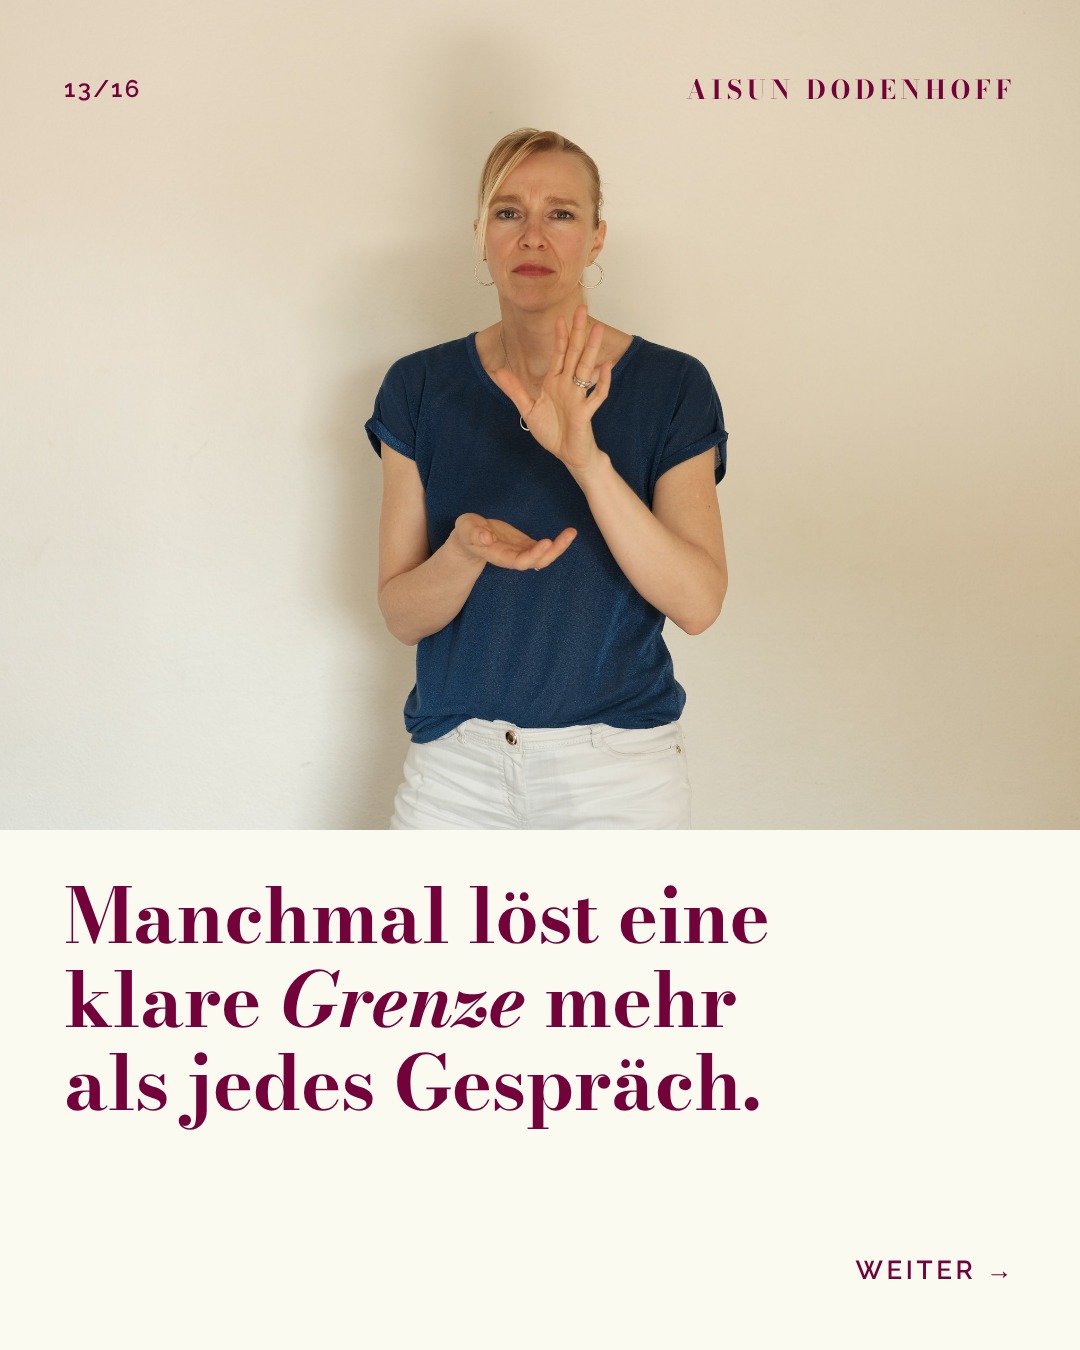 13/16
AISUN DODENHOFF
Manchmal löst eine
klare Grenze mehr
als jedes Gespräch.
WEITER →